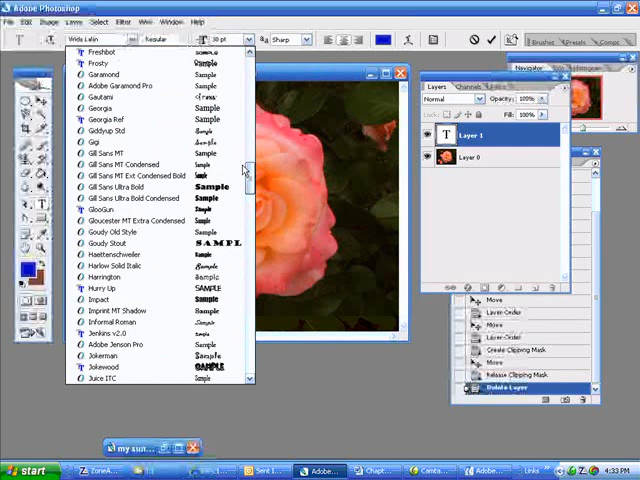 Adobe Photoshop
File Edit Image Layer Select Filter View Window Help
Wide Latin Regular 30 pt Sharp
Brushes Presets Comps
Freshbot SAMPLE
Frosty Sample
Garamond Sample
Adobe Garamond Pro Sample
Gautami
Georgia Sample
Georgia Ref Sample
Giddyup Std Sample
Gigi Sample
Gill Sans MT Sample
Gill Sans MT Condensed Sample
Gill Sans MT Ext Condensed Bold Sample
Gill Sans Ultra Bold Sample
Gill Sans Ultra Bold Condensed Sample
GlooGun Sample
Gloucester MT Extra Condensed Sample
Goudy Old Style Sample
Goudy Stout SAMPL
Haettenschweiler Sample
Harlow Solid Italic Sample
Harrington Sample
Hurry Up SAMPLE
Impact Sample
Imprint MT Shadow Sample
Informal Roman Sample
Jenkins v2.0 Sample
Adobe Jenson Pro Sample
Jokerman Sample
Jokewood SAMPLE
Juice ITC Sample
Navigator Histogram
Layers Channels Paths
Normal Opacity: 100%
Lock: Fill: 100%
T Layer 1
Layer 0
Move
Layer Order
Move
Layer Order
Create Clipping Mask
Move
Release Clipping Mask
Delete Layer
my sun...
start ZoneA... Sent I... Adobe... Chapt... Camta... Adobe... Links 4:33 PM